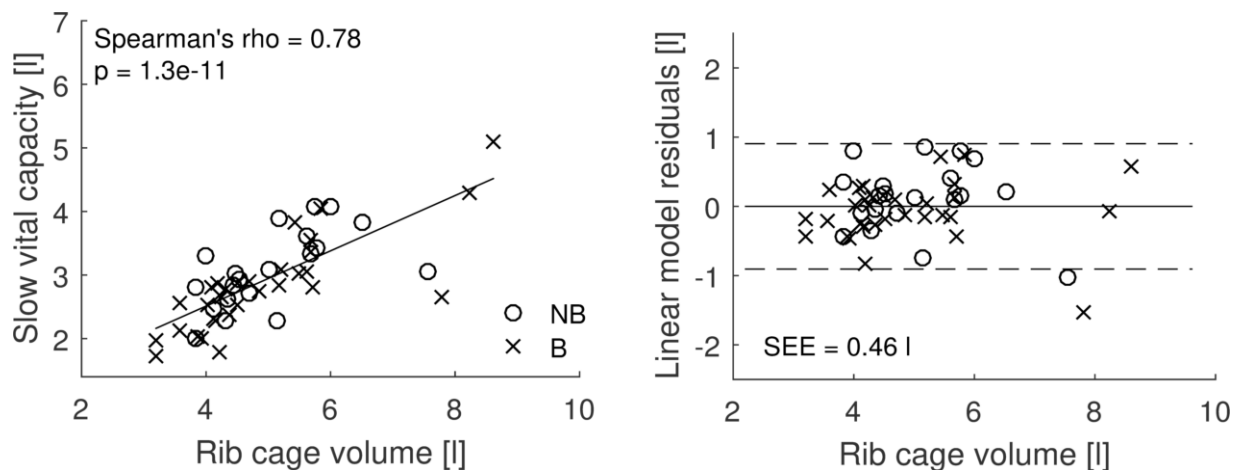 7
6
5
4
3
2
Slow vital capacity [l]
Spearman's rho = 0.78
p = 1.3e-11
NB
B
2
4
6
8
10
Rib cage volume [l]
2
1
0
-1
-2
Linear model residuals [l]
SEE = 0.46 l
2
4
6
8
10
Rib cage volume [l]